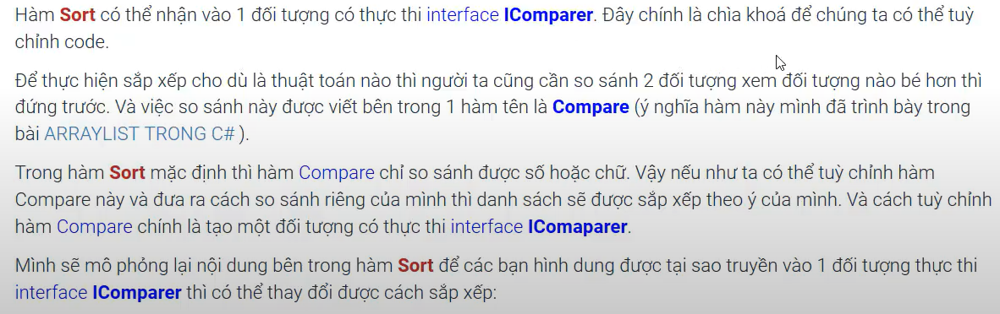 Hàm Sort có thể nhận vào 1 đối tượng có thực thi interface IComparer. Đây chính là chìa khoá để chúng ta có thể tuỳ
chỉnh code.
Để thực hiện sắp xếp cho dù là thuật toán nào thì người ta cũng cần so sánh 2 đối tượng xem đối tượng nào bé hơn thì
đứng trước. Và việc so sánh này được viết bên trong 1 hàm tên là Compare (ý nghĩa hàm này mình đã trình bày trong
bài ARRAYLIST TRONG C# ).
Trong hàm Sort mặc định thì hàm Compare chỉ so sánh được số hoặc chữ. Vậy nếu như ta có thể tuỳ chỉnh hàm
Compare này và đưa ra cách so sánh riêng của mình thì danh sách sẽ được sắp xếp theo ý của mình. Và cách tuỳ chỉnh
hàm Compare chính là tạo một đối tượng có thực thi interface IComaparer.
Mình sẽ mô phỏng lại nội dung bên trong hàm Sort để các bạn hình dung được tại sao truyền vào 1 đối tượng thực thi
interface IComparer thì có thể thay đổi được cách sắp xếp: